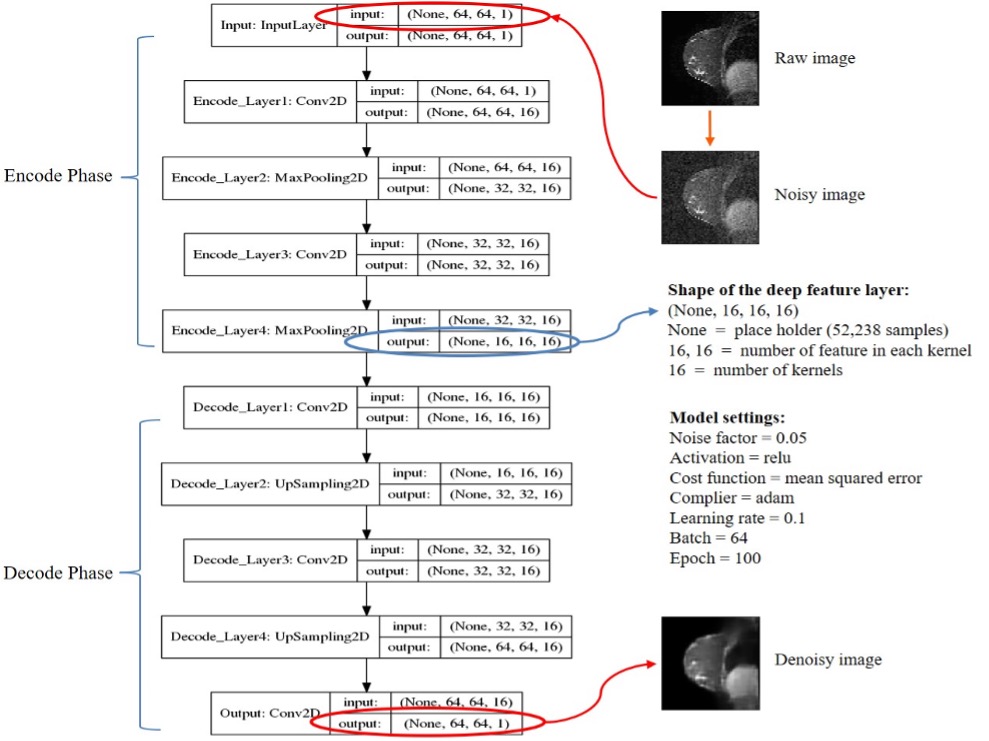 Input: InputLayer
input: (None, 64, 64, 1)
output: (None, 64, 64, 1)
Encode_Layer1: Conv2D
input: (None, 64, 64, 1)
output: (None, 64, 64, 16)
Encode_Layer2: MaxPooling2D
input: (None, 64, 64, 16)
output: (None, 32, 32, 16)
Encode_Layer3: Conv2D
input: (None, 32, 32, 16)
output: (None, 32, 32, 16)
Encode_Layer4: MaxPooling2D
input: (None, 32, 32, 16)
output: (None, 16, 16, 16)
Encode Phase
Decode_Layer1: Conv2D
input: (None, 16, 16, 16)
output: (None, 16, 16, 16)
Decode_Layer2: UpSampling2D
input: (None, 16, 16, 16)
output: (None, 32, 32, 16)
Decode_Layer3: Conv2D
input: (None, 32, 32, 16)
output: (None, 32, 32, 16)
Decode_Layer4: UpSampling2D
input: (None, 32, 32, 16)
output: (None, 64, 64, 16)
Output: Conv2D
input: (None, 64, 64, 16)
output: (None, 64, 64, 1)
Decode Phase
Raw image
Noisy image
Shape of the deep feature layer:
(None, 16, 16, 16)
None = place holder (52,238 samples)
16, 16 = number of feature in each kernel
16 = number of kernels
Model settings:
Noise factor = 0.05
Activation = relu
Cost function = mean squared error
Complier = adam
Learning rate = 0.1
Batch = 64
Epoch = 100
Denoisy image